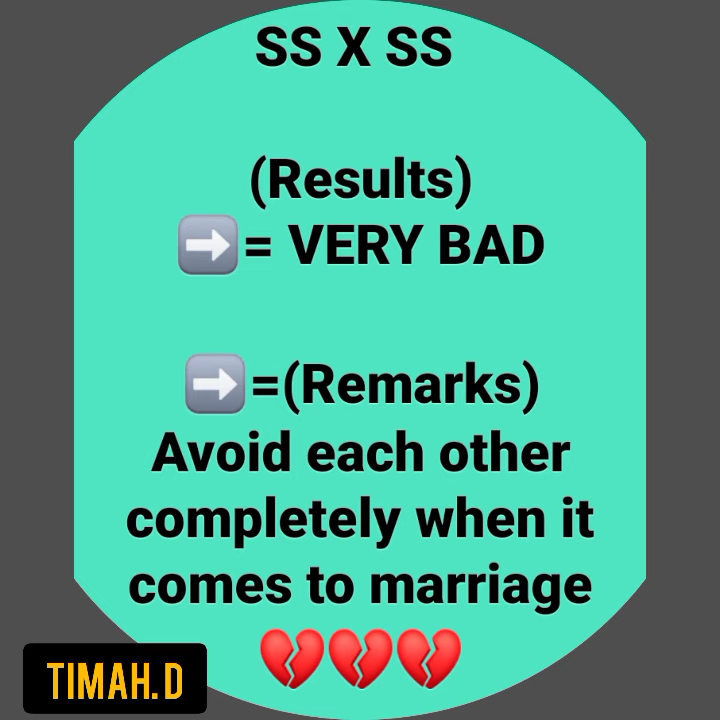 SS X SS
(Results)
➡️= VERY BAD
➡️=(Remarks)
Avoid each other
completely when it
comes to marriage
💔💔💔
TIMAH.D